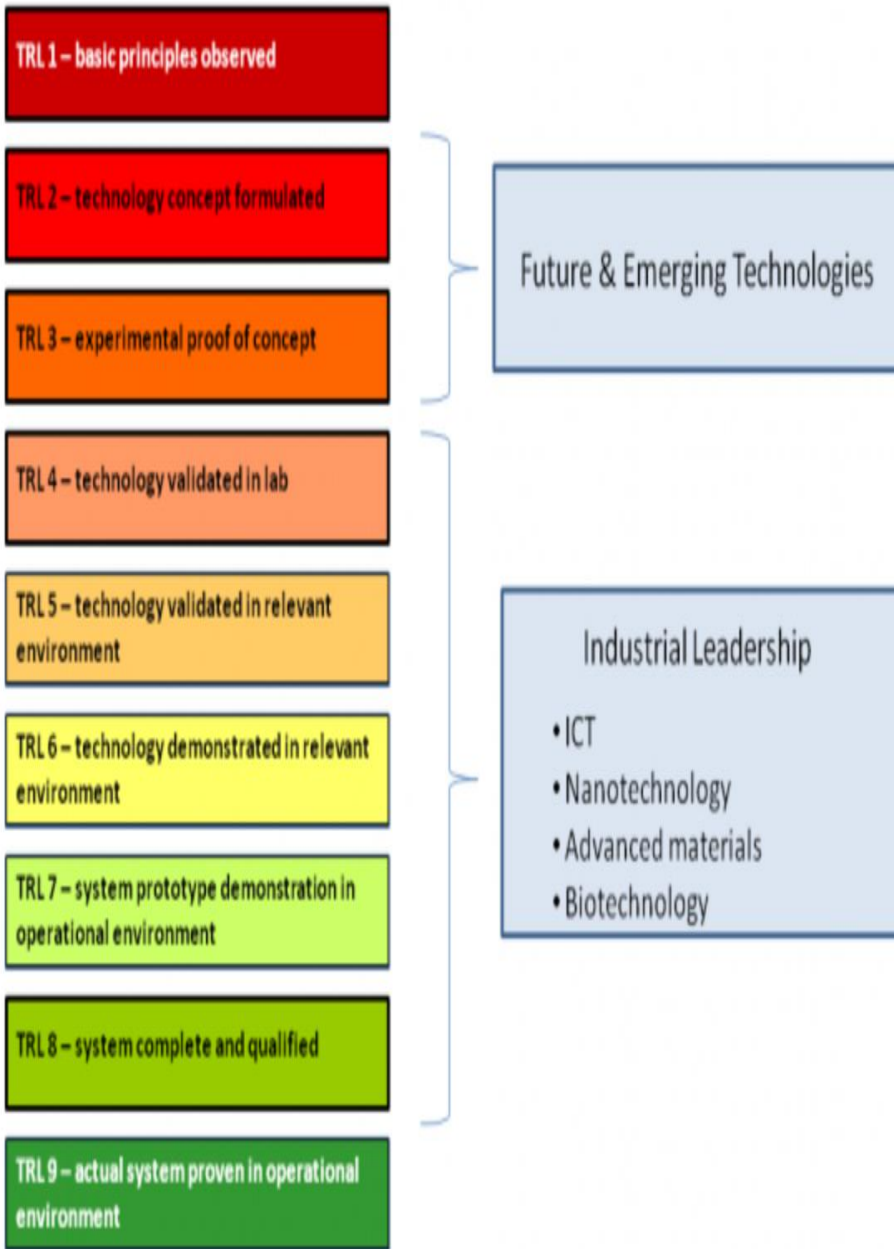 TRL 1 – basic principles observed
TRL 2 – technology concept formulated
TRL 3 – experimental proof of concept
Future & Emerging Technologies
TRL 4 – technology validated in lab
TRL 5 – technology validated in relevant
environment
TRL 6 – technology demonstrated in relevant
environment
TRL 7 – system prototype demonstration in
operational environment
TRL 8 – system complete and qualified
Industrial Leadership
• ICT
• Nanotechnology
• Advanced materials
• Biotechnology
TRL 9 – actual system proven in operational
environment